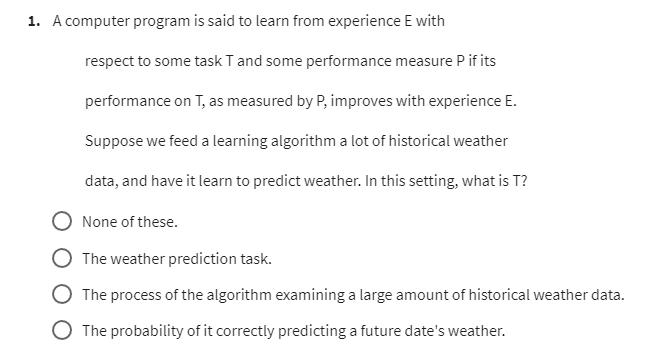 1. A computer program is said to learn from experience E with
respect to some task T and some performance measure P if its
performance on T, as measured by P, improves with experience E.
Suppose we feed a learning algorithm a lot of historical weather
data, and have it learn to predict weather. In this setting, what is T?
None of these.
The weather prediction task.
The process of the algorithm examining a large amount of historical weather data.
The probability of it correctly predicting a future date's weather.